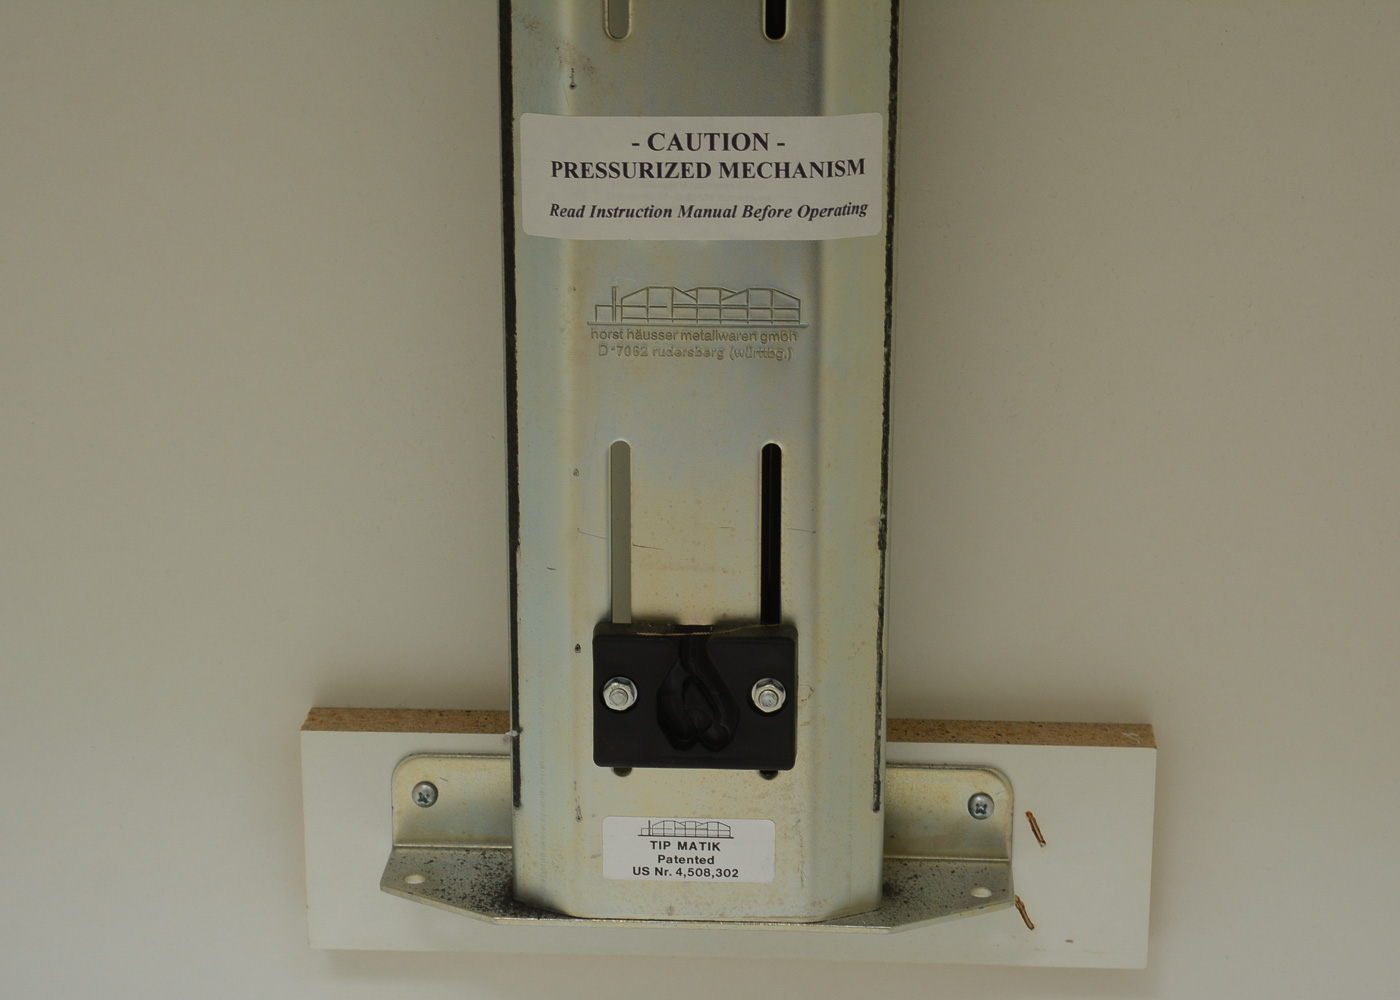 - CAUTION -
PRESSURIZED MECHANISM
Read Instruction Manual Before Operating
horst häusser metallwaren gmbh
D-7062 rudersberg (württbg.)
TIP MATIK
Patented
US Nr. 4,508,302